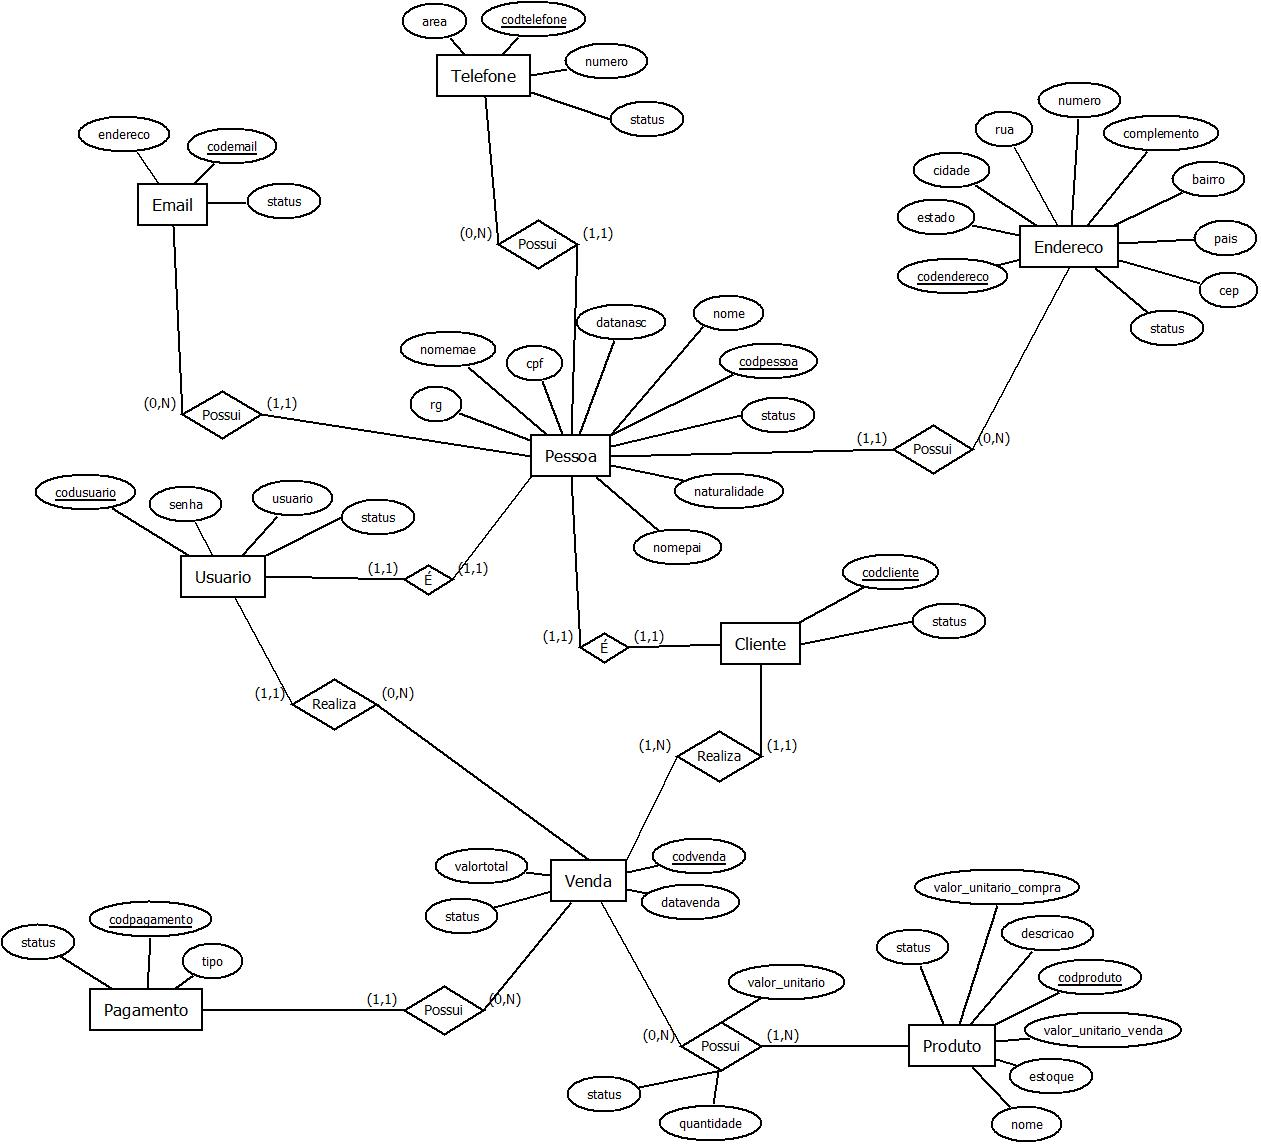 area
codtelefone
numero
Telefone
status
endereco
codemail
Email
status
numero
rua
complemento
cidade
bairro
estado
Endereco
pais
codendereco
cep
status
(0,N)
Possui
(1,1)
datanasc
nome
nomemae
cpf
codpessoa
rg
status
(0,N)
Possui
(1,1)
Pessoa
(1,1)
Possui
(0,N)
naturalidade
nomepai
codusuario
senha
usuario
status
Usuario
(1,1)
É
(1,1)
codcliente
status
Cliente
(1,1)
É
(1,1)
(1,1)
Realiza
(0,N)
(1,N)
Realiza
(1,1)
valortotal
codvenda
Venda
status
datavenda
codpagamento
status
tipo
Pagamento
(1,1)
Possui
(0,N)
valor_unitario_compra
descricao
status
codproduto
valor_unitario
valor_unitario_venda
(0,N)
Possui
(1,N)
Produto
estoque
status
quantidade
nome